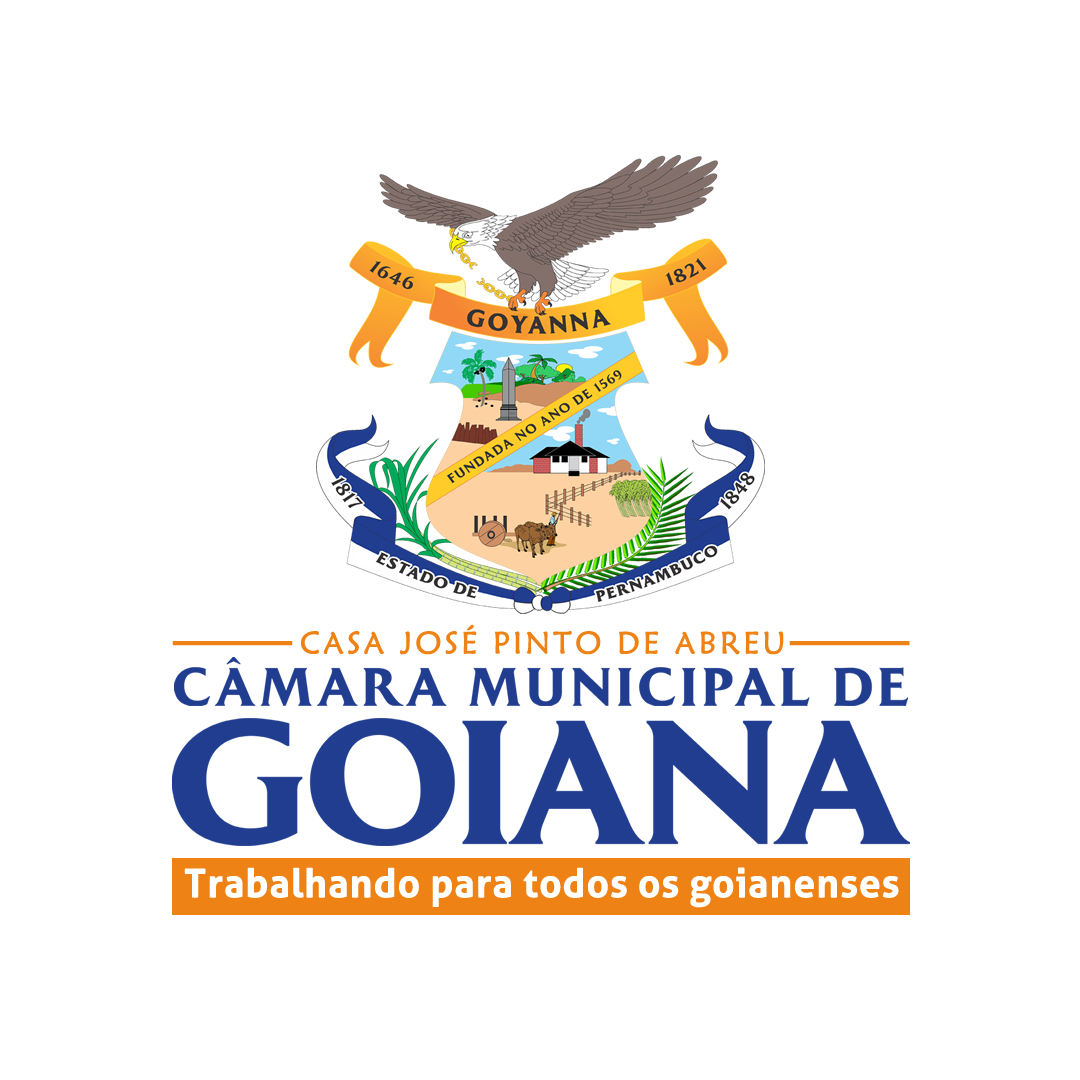 1646
1821
GOYANNA
FUNDADA NO ANO DE 1569
1817
1848
ESTADO DE
PERNAMBUCO
CASA JOSÉ PINTO DE ABREU
CÂMARA MUNICIPAL DE
GOIANA
Trabalhando para todos os goianenses